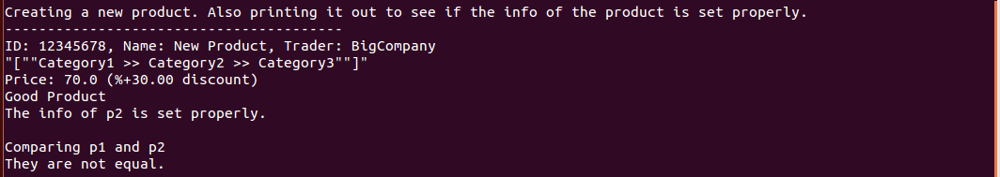 Creating a new product. Also printing it out to see if the info of the product is set properly.
----------------------------------------
ID: 12345678, Name: New Product, Trader: BigCompany
"[""Category1 >> Category2 >> Category3""]"
Price: 70.0 (%+30.00 discount)
Good Product
The info of p2 is set properly.

Comparing p1 and p2
They are not equal.